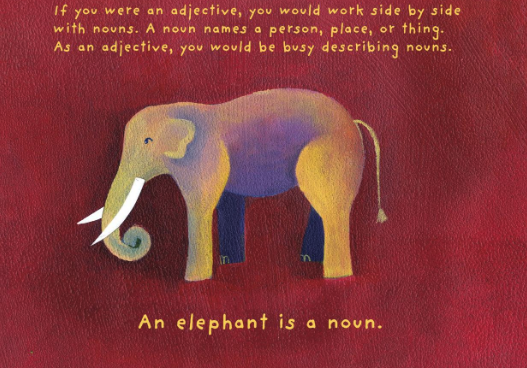 If you were an adjective, you would work side by side
with nouns. A noun names a person, place, or thing.
As an adjective, you would be busy describing nouns.
An elephant is a noun.